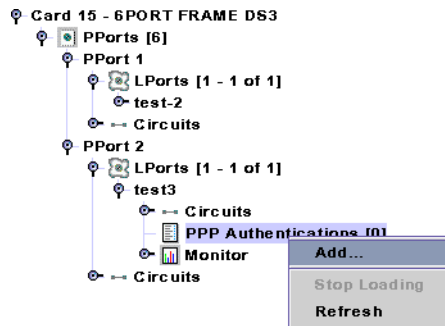 Card 15 - 6PORT FRAME DS3
PPorts [6]
PPort 1
LPorts [1 - 1 of 1]
test-2
Circuits
PPort 2
LPorts [1 - 1 of 1]
test3
Circuits
PPP Authentications [0]
Monitor
Circuits
Add...
Stop Loading
Refresh